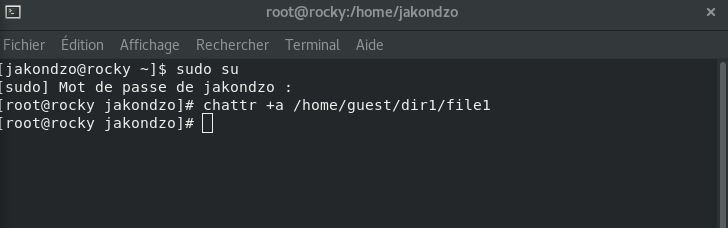 root@rocky:/home/jakondzo
Fichier Édition Affichage Rechercher Terminal Aide
[jakondzo@rocky ~]$ sudo su
[sudo] Mot de passe de jakondzo :
[root@rocky jakondzo]# chattr +a /home/guest/dir1/file1
[root@rocky jakondzo]#